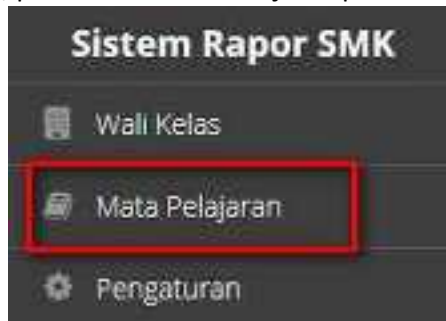 Sistem Rapor SMK
Wali Kelas
Mata Pelajaran
Pengaturan